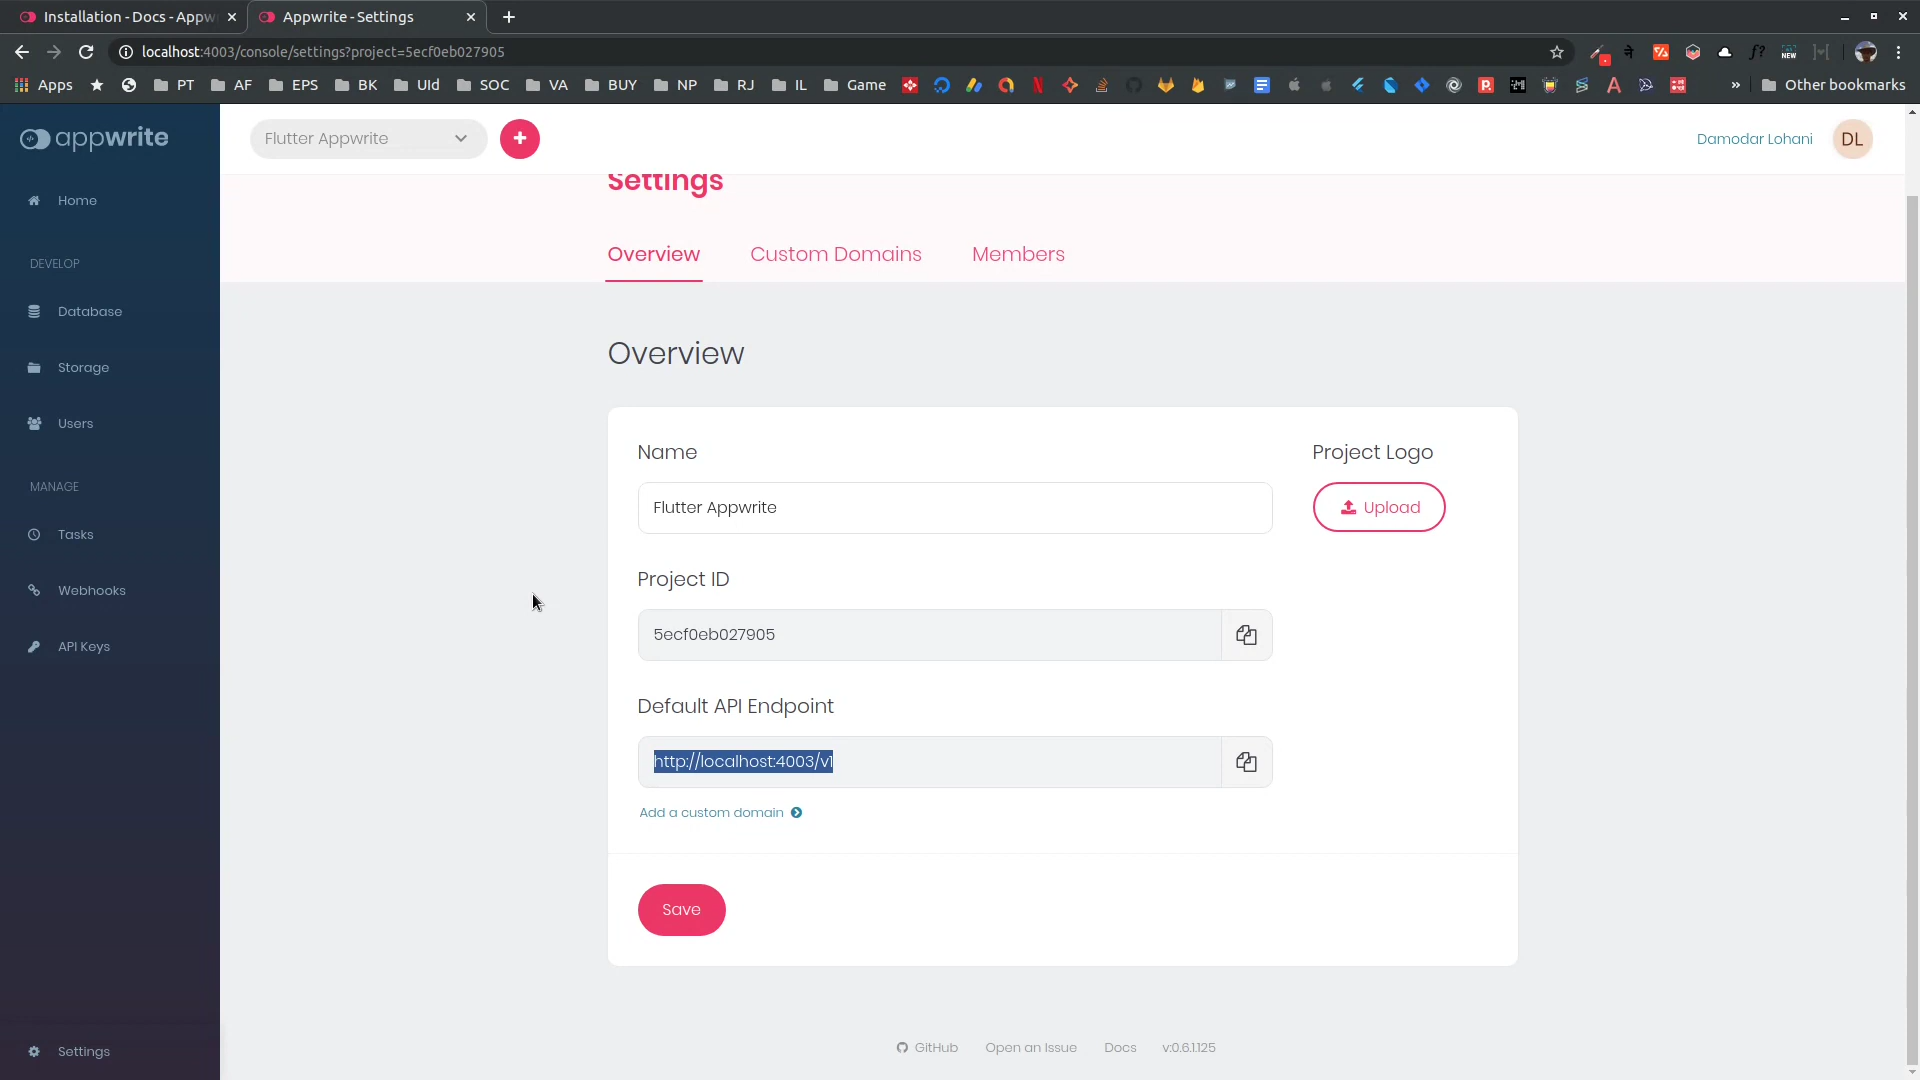 Installation - Docs - Appw
Appwrite - Settings
localhost:4003/console/settings?project=5ecf0eb027905
Apps
PT
AF
EPS
BK
UId
SOC
VA
BUY
NP
RJ
IL
Game
Other bookmarks
appwrite
Flutter Appwrite
Damodar Lohani
DL
Home
DEVELOP
Database
Storage
Users
MANAGE
Tasks
Webhooks
API Keys
Settings
Settings
Overview
Custom Domains
Members
Overview
Name
Flutter Appwrite
Project Logo
Upload
Project ID
5ecf0eb027905
Default API Endpoint
http://localhost:4003/v1
Add a custom domain
Save
GitHub
Open an Issue
Docs
v:0.6.1.125